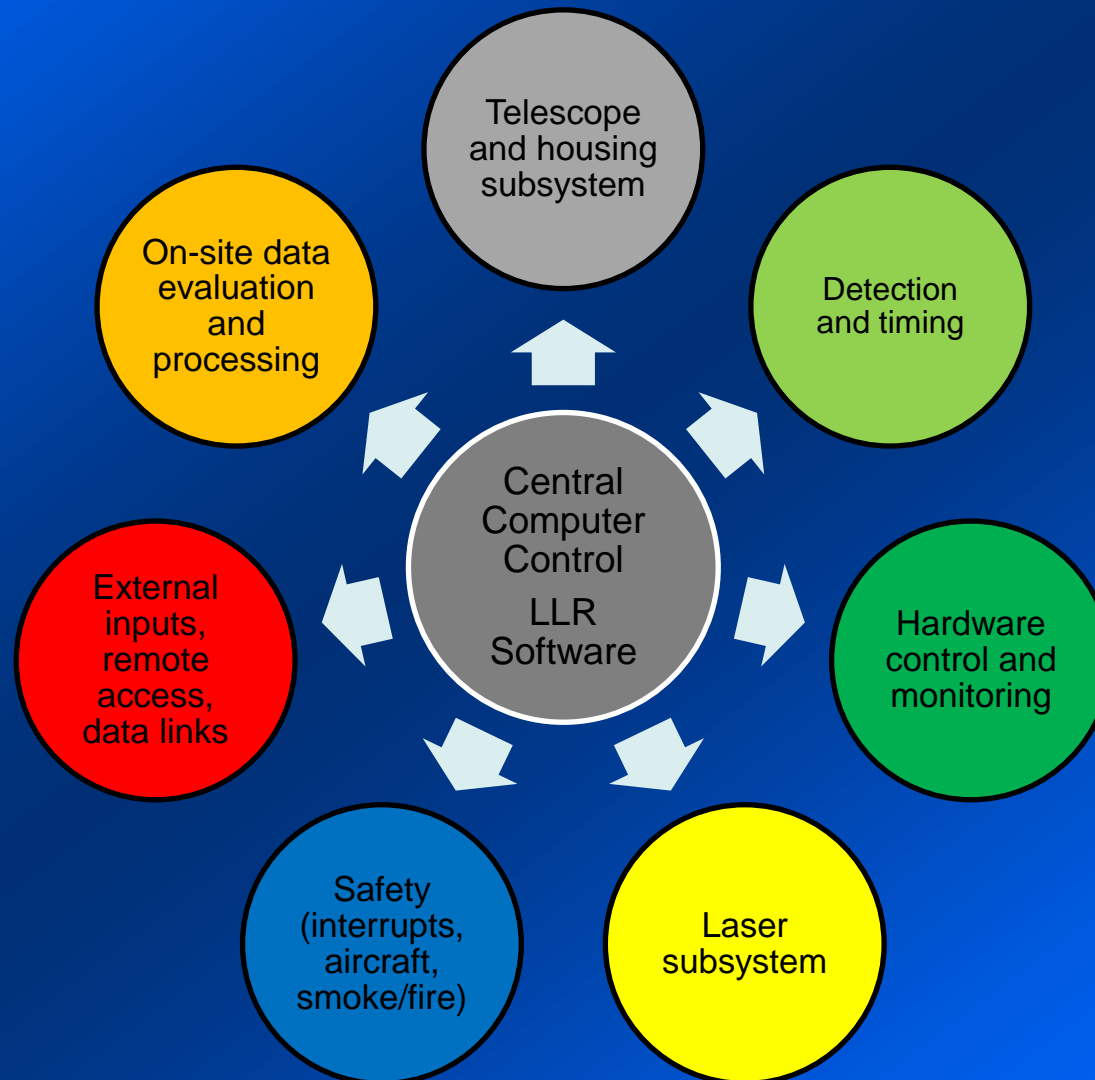 Telescope
and housing
subsystem
Detection
and timing
Hardware
control and
monitoring
Laser
subsystem
Safety
(interrupts,
aircraft,
smoke/fire)
External
inputs,
remote
access,
data links
On-site data
evaluation
and
processing
Central
Computer
Control
LLR
Software